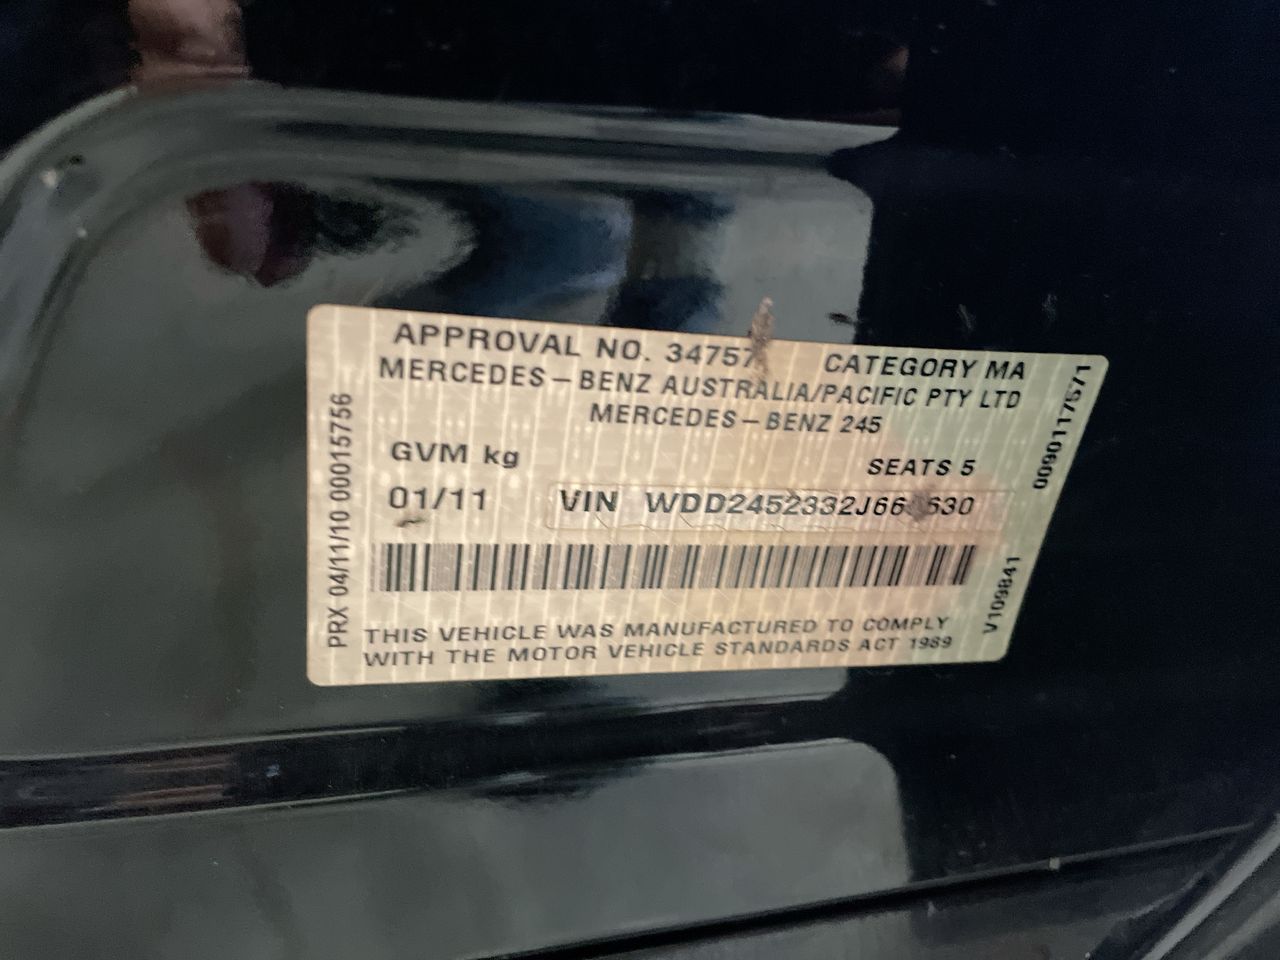 APPROVAL NO. 34757 CATEGORY MA
MERCEDES-BENZ AUSTRALIA/PACIFIC PTY LTD
MERCEDES-BENZ 245
GVM kg SEATS 5
01/11 VIN
THIS VEHICLE WAS MANUFACTURED TO COMPLY
WITH THE MOTOR VEHICLE STANDARDS ACT 1989
PRX 04/11/10 00015756
0090117571
V109841